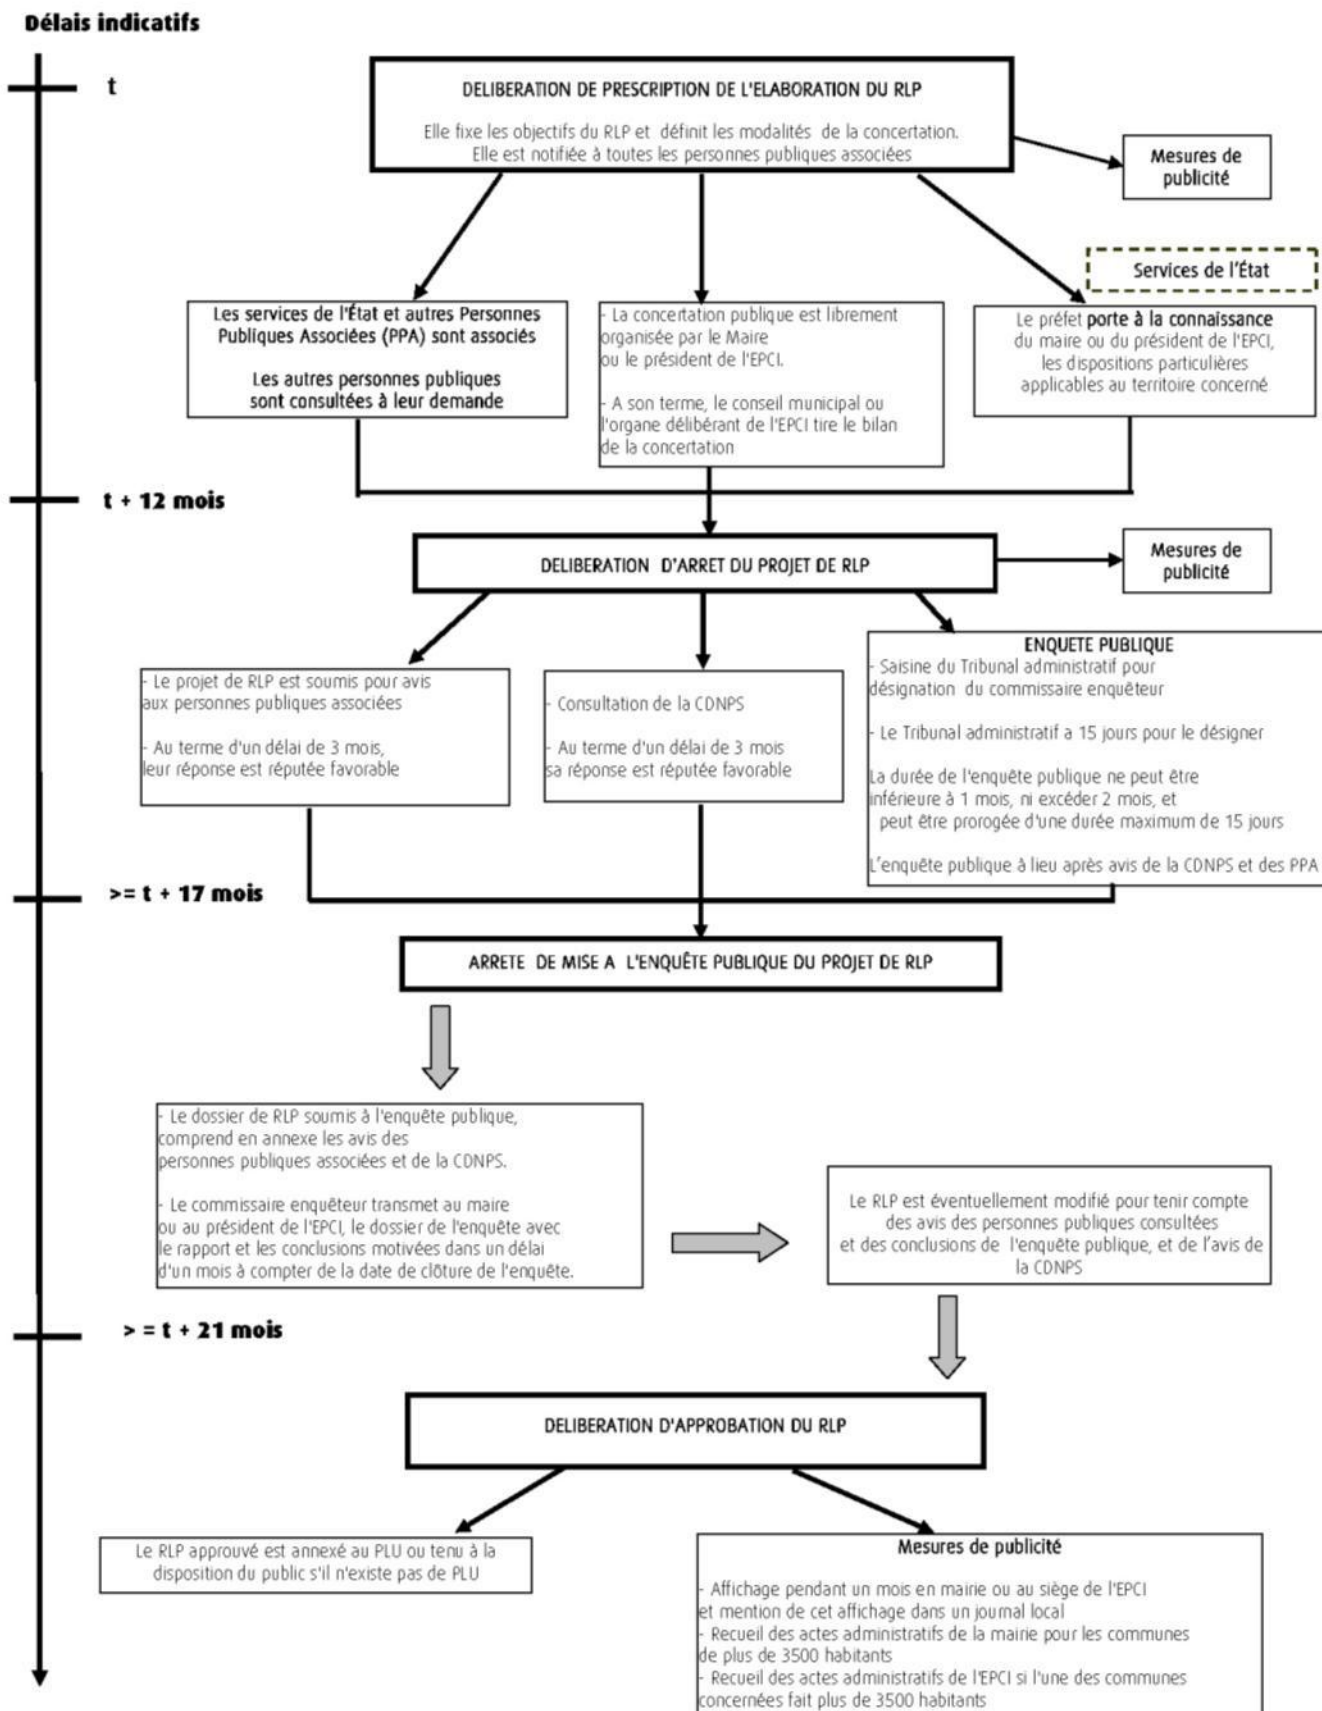 Délais indicatifs
t
DELIBERATION DE PRESCRIPTION DE L'ELABORATION DU RLP
Elle fixe les objectifs du RLP et définit les modalités de la concertation.
Elle est notifiée à toutes les personnes publiques associées
Mesures de
publicité
Services de l'État
Les services de l'État et autres Personnes
Publiques Associées (PPA) sont associés
Les autres personnes publiques
sont consultées à leur demande
- La concertation publique est librement
organisée par le Maire
ou le président de l'EPCI.
- A son terme, le conseil municipal ou
l'organe délibérant de l'EPCI tire le bilan
de la concertation
Le préfet porte à la connaissance
du maire ou du président de l'EPCI,
les dispositions particulières
applicables au territoire concerné
t + 12 mois
DELIBERATION D'ARRET DU PROJET DE RLP
Mesures de
publicité
- Le projet de RLP est soumis pour avis
aux personnes publiques associées
- Au terme d'un délai de 3 mois,
leur réponse est réputée favorable
- Consultation de la CDNPS
- Au terme d'un délai de 3 mois
sa réponse est réputée favorable
ENQUETE PUBLIQUE
- Saisine du Tribunal administratif pour
désignation du commissaire enquêteur
- Le Tribunal administratif a 15 jours pour le désigner
La durée de l'enquête publique ne peut être
inférieure à 1 mois, ni excéder 2 mois, et
peut être prorogée d'une durée maximum de 15 jours
L'enquête publique à lieu après avis de la CDNPS et des PPA
>= t + 17 mois
ARRETE DE MISE A L'ENQUÊTE PUBLIQUE DU PROJET DE RLP
- Le dossier de RLP soumis à l'enquête publique,
comprend en annexe les avis des
personnes publiques associées et de la CDNPS.
- Le commissaire enquêteur transmet au maire
ou au président de l'EPCI, le dossier de l'enquête avec
le rapport et les conclusions motivées dans un délai
d'un mois à compter de la date de clôture de l'enquête.
Le RLP est éventuellement modifié pour tenir compte
des avis des personnes publiques consultées
et des conclusions de l'enquête publique, et de l'avis de
la CDNPS
> = t + 21 mois
DELIBERATION D'APPROBATION DU RLP
Le RLP approuvé est annexé au PLU ou tenu à la
disposition du public s'il n'existe pas de PLU
Mesures de publicité
- Affichage pendant un mois en mairie ou au siège de l'EPCI
et mention de cet affichage dans un journal local
- Recueil des actes administratifs de la mairie pour les communes
de plus de 3500 habitants
- Recueil des actes administratifs de l'EPCI si l'une des communes
concernées fait plus de 3500 habitants